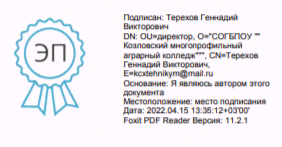 ЭП
Подписан: Терехов Геннадий
Викторович
DN: OU=директор, O="СОГБПОУ ""
Козловский многопрофильный
аграрный колледж""", CN=Терехов
Геннадий Викторович,
E=kcxtehnikym@mail.ru
Основание: Я являюсь автором этого
документа
Местоположение: место подписания
Дата: 2022.04.15 13:35:12+03'00'
Foxit PDF Reader Версия: 11.2.1